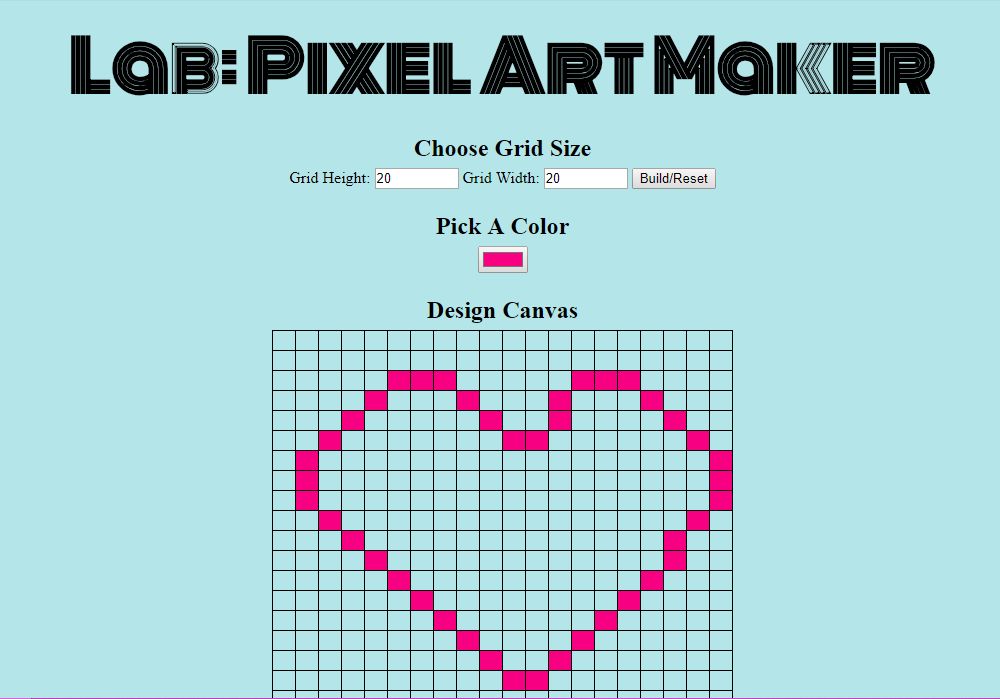 Lab: Pixel Art Maker
Choose Grid Size
Grid Height: 20 Grid Width: 20 Build/Reset
Pick A Color
Design Canvas